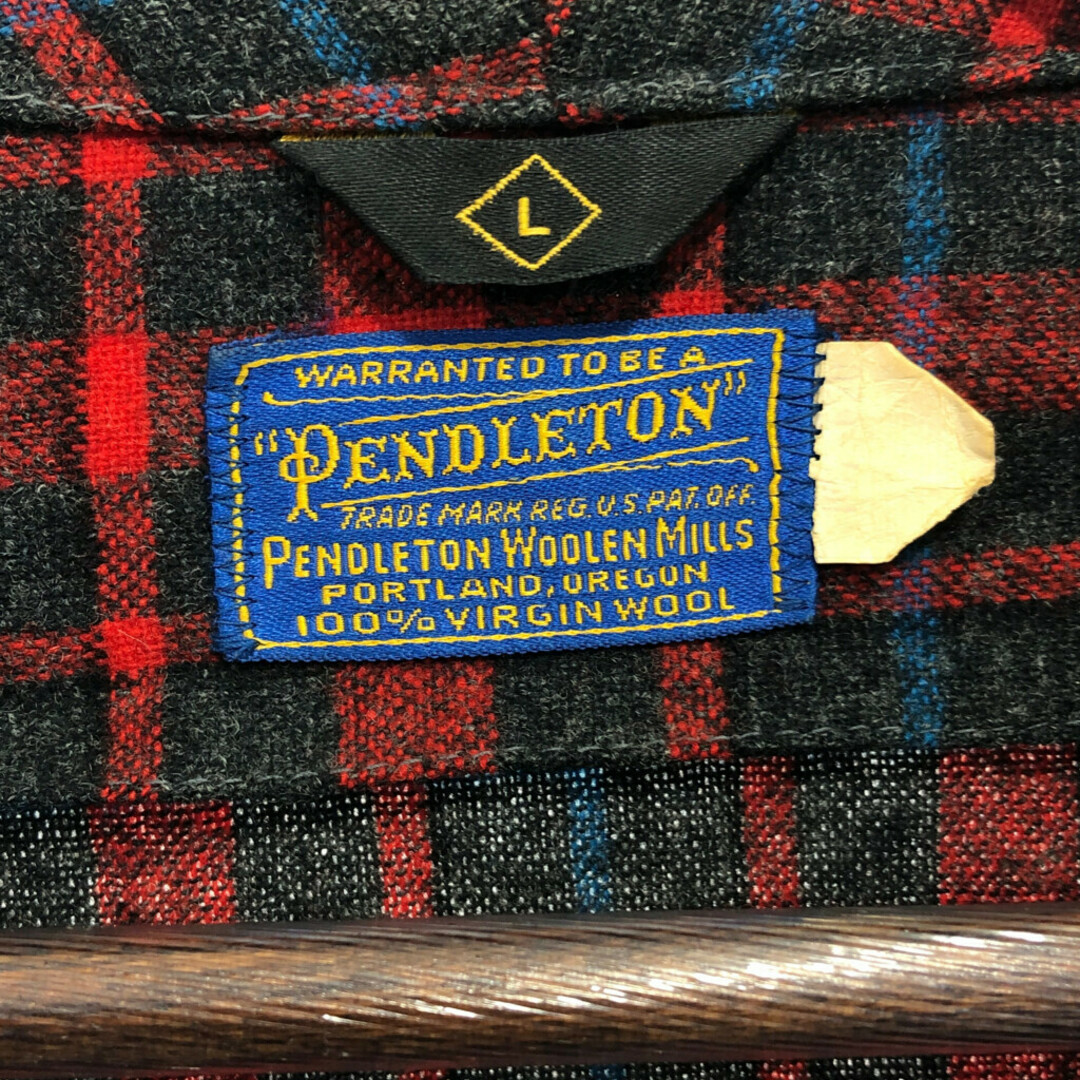 L
WARRANTED TO BE A
"PENDLETON"
TRADE MARK REG. U.S. PAT. OFF.
PENDLETON WOOLEN MILLS
PORTLAND, OREGON
100% VIRGIN WOOL